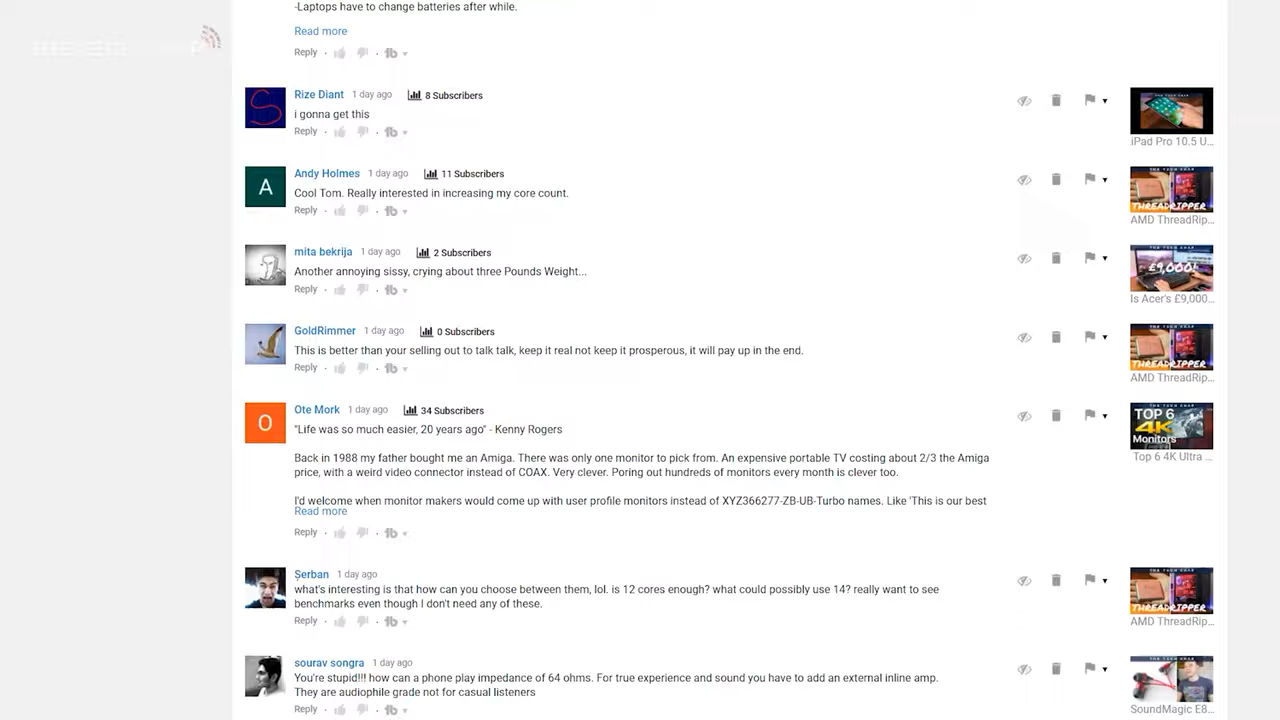 -Laptops have to change batteries after while.
Read more
Reply
Rize Diant 1 day ago 8 Subscribers
i gonna get this
Reply
iPad Pro 10.5 U...
A
Andy Holmes 1 day ago 11 Subscribers
Cool Tom. Really interested in increasing my core count.
Reply
THREADRIPPER
AMD ThreadRip...
mita bekrija 1 day ago 2 Subscribers
Another annoying sissy, crying about three Pounds Weight...
Reply
£9,000!
Is Acer's £9,000...
GoldRimmer 1 day ago 0 Subscribers
This is better than your selling out to talk talk, keep it real not keep it prosperous, it will pay up in the end.
Reply
THREADRIPPER
AMD ThreadRip...
O
Ote Mork 1 day ago 34 Subscribers
"Life was so much easier, 20 years ago" - Kenny Rogers
Back in 1988 my father bought me an Amiga. There was only one monitor to pick from. An expensive portable TV costing about 2/3 the Amiga
price, with a weird video connector instead of COAX. Very clever. Poring out hundreds of monitors every month is clever too.
I'd welcome when monitor makers would come up with user profile monitors instead of XYZ366277-ZB-UB-Turbo names. Like 'This is our best
Read more
Reply
TOP 6
4K
Monitors
Top 6 4K Ultra ...
Șerban 1 day ago
what's interesting is that how can you choose between them, lol. is 12 cores enough? what could possibly use 14? really want to see
benchmarks even though I don't need any of these.
Reply
THREADRIPPER
AMD ThreadRip...
sourav songra 1 day ago
You're stupid!!! how can a phone play impedance of 64 ohms. For true experience and sound you have to add an external inline amp.
They are audiophile grade not for casual listeners
Reply
SoundMagic E8...